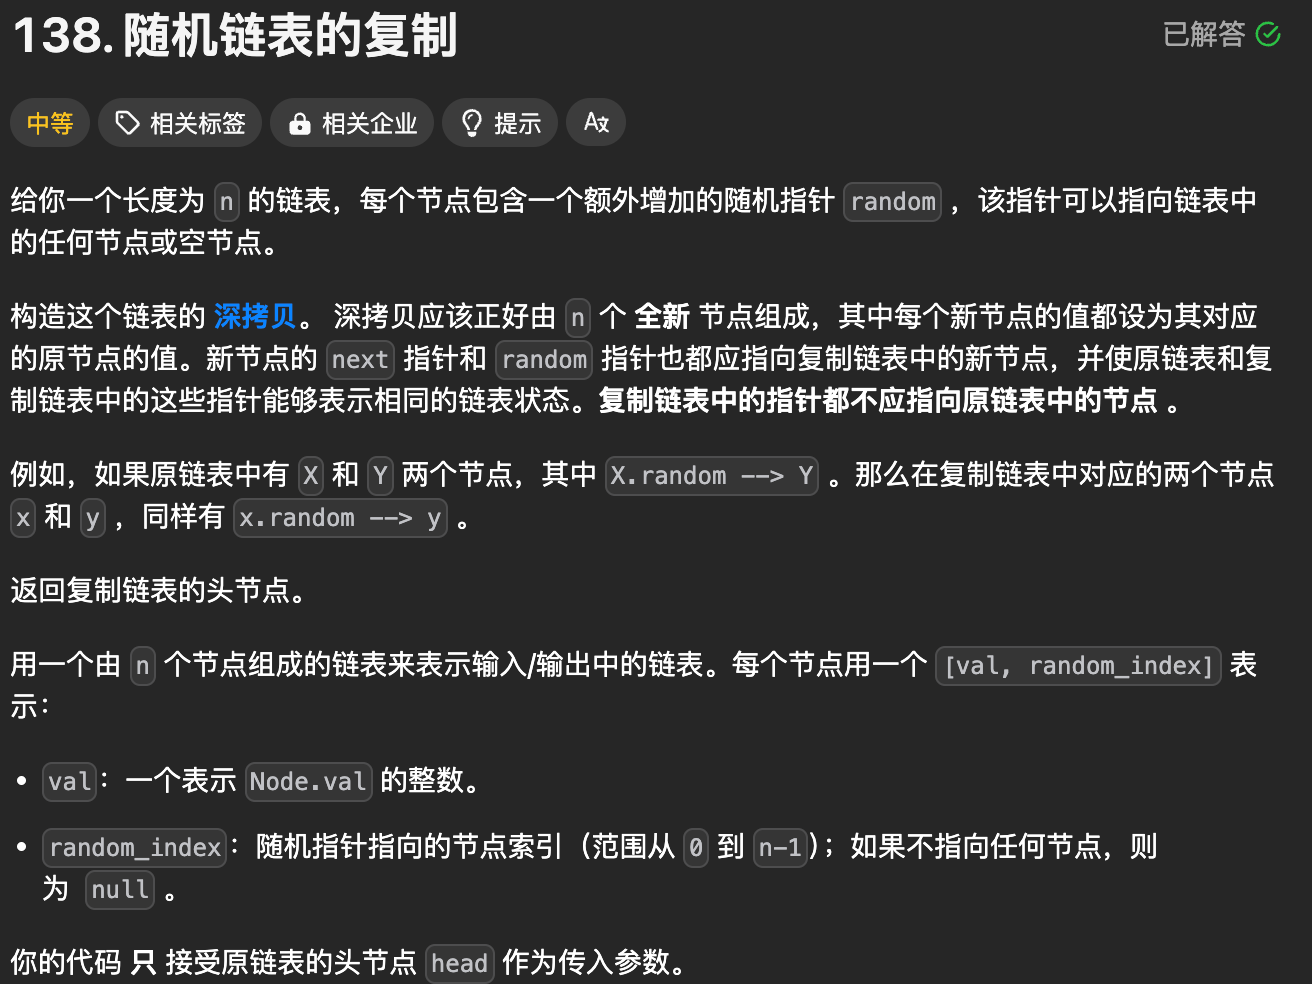 138. 随机链表的复制
已解答
中等
相关标签
相关企业
提示
给你一个长度为 n 的链表，每个节点包含一个额外增加的随机指针 random ，该指针可以指向链表中
的任何节点或空节点。
构造这个链表的 深拷贝。 深拷贝应该正好由 n 个 全新 节点组成，其中每个新节点的值都设为其对应
的原节点的值。新节点的 next 指针和 random 指针也都应指向复制链表中的新节点，并使原链表和复
制链表中的这些指针能够表示相同的链表状态。复制链表中的指针都不应指向原链表中的节点 。
例如，如果原链表中有 X 和 Y 两个节点，其中 X.random --> Y 。那么在复制链表中对应的两个节点
x 和 y ，同样有 x.random --> y 。
返回复制链表的头节点。
用一个由 n 个节点组成的链表来表示输入/输出中的链表。每个节点用一个 [val, random_index] 表
示：
• val：一个表示 Node.val 的整数。
• random_index：随机指针指向的节点索引（范围从 0 到 n-1）；如果不指向任何节点，则
为 null 。
你的代码 只 接受原链表的头节点 head 作为传入参数。